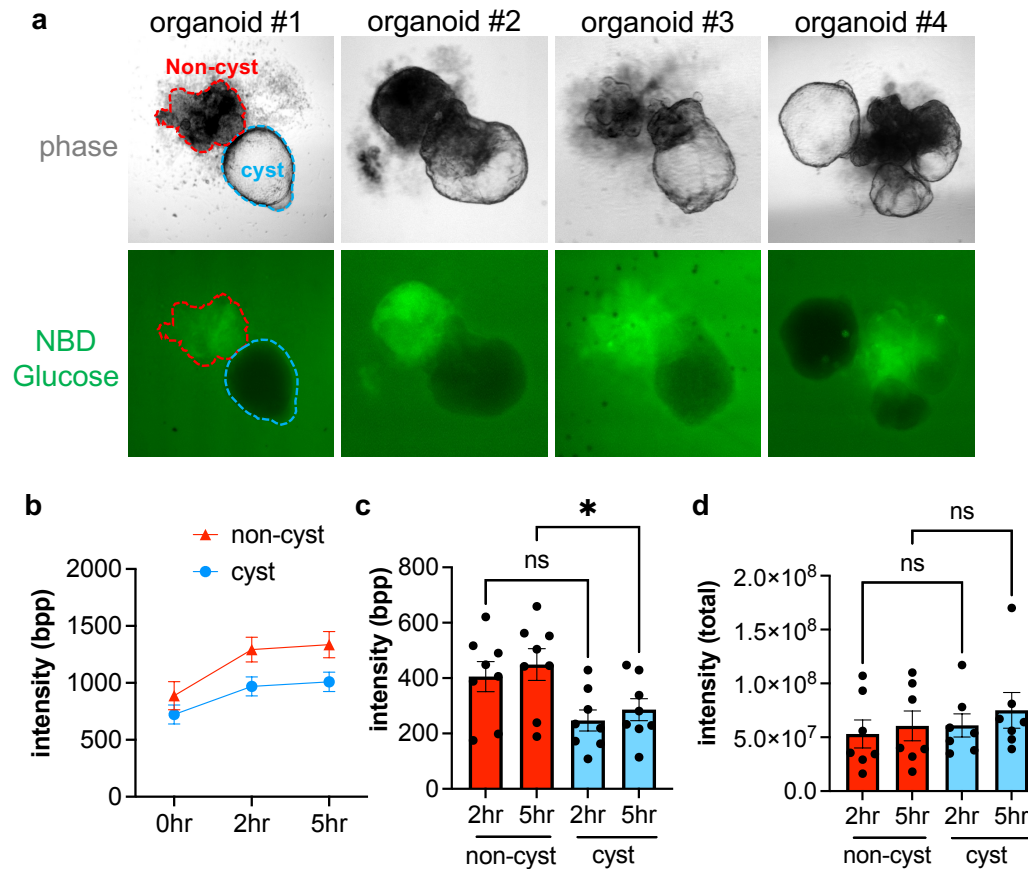 a
organoid #1 organoid #2 organoid #3 organoid #4
Non-cyst
cyst
phase
NBD
Glucose
b
non-cyst
cyst
intensity (bpp)
2000
1500
1000
500
0
0hr 2hr 5hr
c
✱
ns
intensity (bpp)
800
600
400
200
0
2hr 5hr 2hr 5hr
non-cyst cyst
d
ns
ns
intensity (total)
2.0×10⁸
1.5×10⁸
1.0×10⁸
5.0×10⁷
0.0
2hr 5hr 2hr 5hr
non-cyst cyst